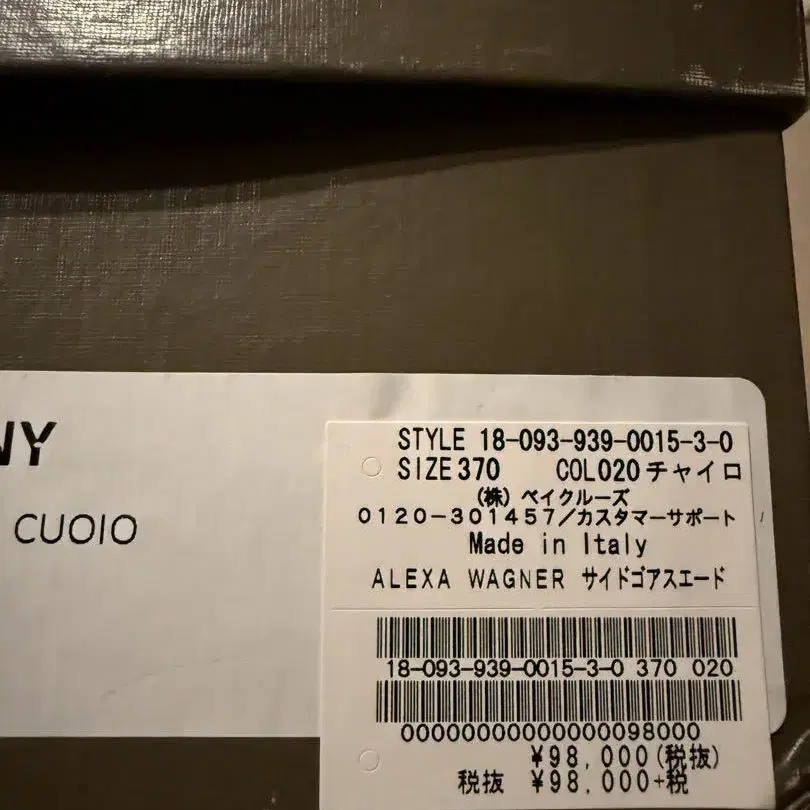 NY
CUOIO
STYLE 18-093-939-0015-3-0
SIZE 370 COL020 チャイロ
(株) ベイクルーズ
0120-301457/カスタマーサポート
Made in Italy
ALEXA WAGNER サイドゴアスエード
18-093-939-0015-3-0 370 020
00000000000000098000
¥98,000(税抜)
税抜 ¥98,000+税